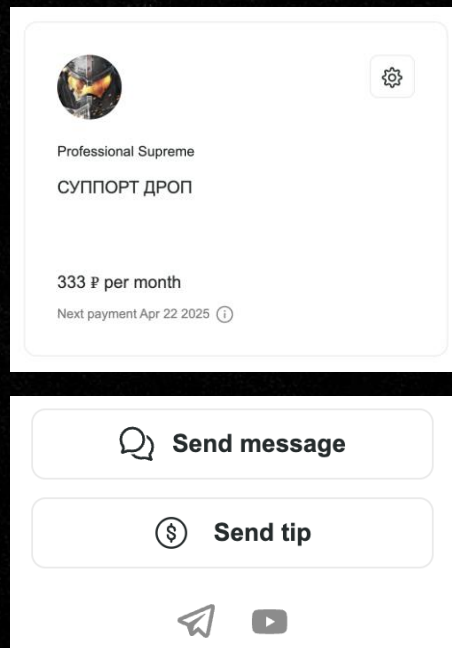 Professional Supreme
СУППОРТ ДРОП
333 ₽ per month
Next payment Apr 22 2025
Send message
Send tip